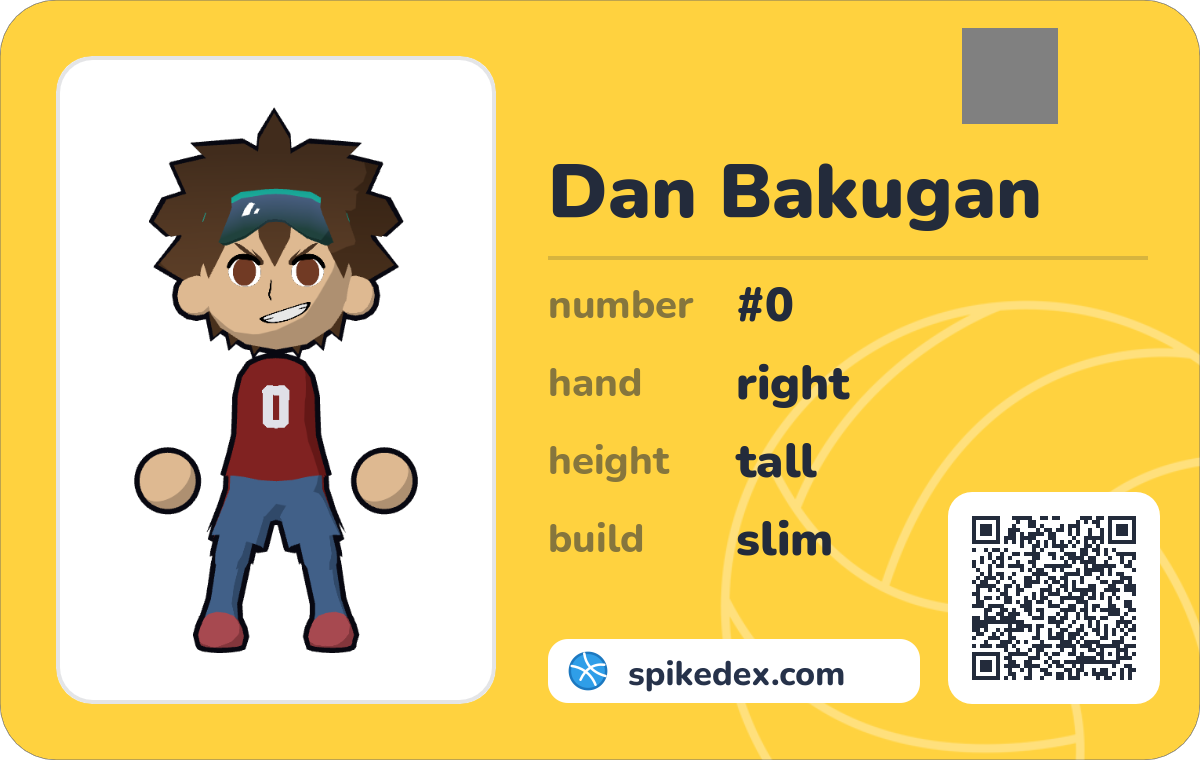 Dan Bakugan
number #0
hand right
height tall
build slim
0
spikedex.com